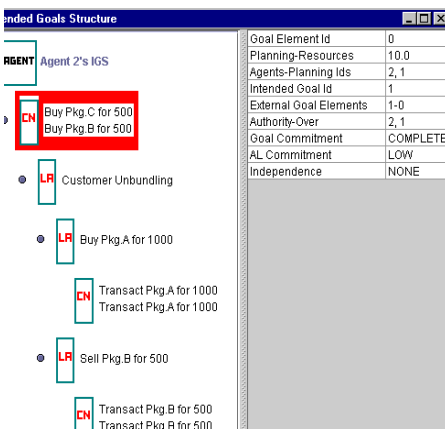 ended Goals Structure
AGENT Agent 2's IGS
CN Buy Pkg.C for 500
Buy Pkg.B for 500
LA Customer Unbundling
LA Buy Pkg.A for 1000
CN Transact Pkg.A for 1000
Transact Pkg.A for 1000
LA Sell Pkg.B for 500
CN Transact Pkg.B for 500
Transact Pkg.B for 500
Goal Element Id 0
Planning-Resources 10.0
Agents-Planning Ids 2, 1
Intended Goal Id 1
External Goal Elements 1-0
Authority-Over 2, 1
Goal Commitment COMPLETE
AL Commitment LOW
Independence NONE